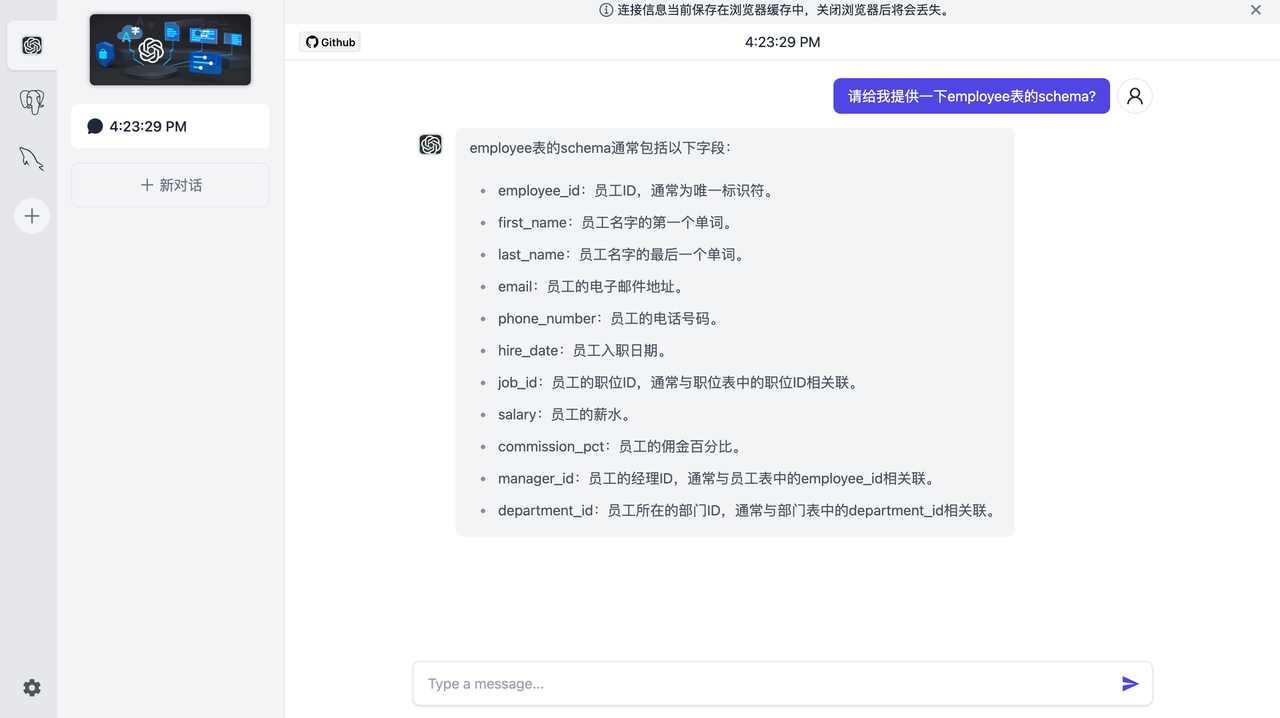 连接信息当前保存在浏览器缓存中，关闭浏览器后将会丢失。
Github
4:23:29 PM
4:23:29 PM
新对话
请给我提供一下employee表的schema?
employee表的schema通常包括以下字段：
employee_id：员工ID，通常为唯一标识符。
first_name：员工名字的第一个单词。
last_name：员工名字的最后一个单词。
email：员工的电子邮件地址。
phone_number：员工的电话号码。
hire_date：员工入职日期。
job_id：员工的职位ID，通常与职位表中的职位ID相关联。
salary：员工的薪水。
commission_pct：员工的佣金百分比。
manager_id：员工的经理ID，通常与员工表中的employee_id相关联。
department_id：员工所在的部门ID，通常与部门表中的department_id相关联。
Type a message...